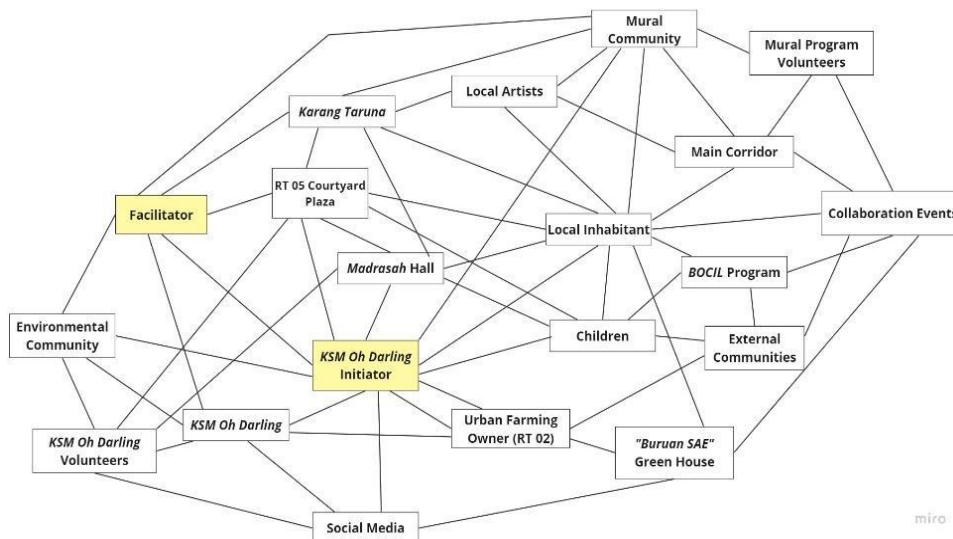 Mural
Community
Mural Program
Volunteers
Local Artists
Karang Taruna
Main Corridor
RT 05 Courtyard
Plaza
Facilitator
Collaboration Events
Local Inhabitant
Madrasah Hall
BOCIL Program
Environmental
Community
Children
External
Communities
KSM Oh Darling
Initiator
KSM Oh Darling
Urban Farming
Owner (RT 02)
KSM Oh Darling
Volunteers
"Buruan SAE"
Green House
Social Media
miro